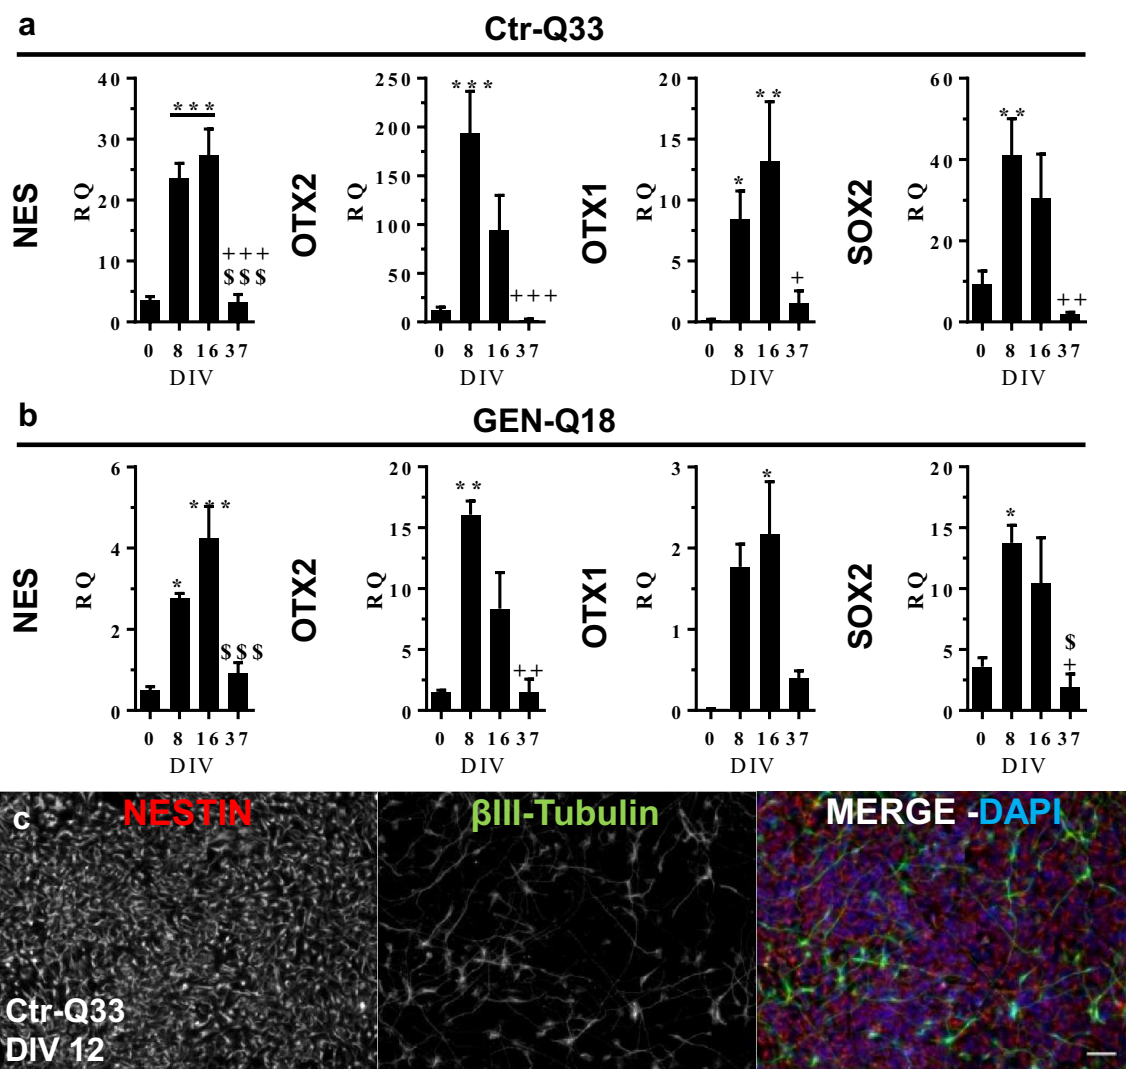 a
Ctr-Q33
NES
RQ
40
30
20
10
0
***
+++
$$$
0 8 16 37
DIV
OTX2
RQ
250
200
150
100
50
0
***
+++
0 8 16 37
DIV
OTX1
RQ
20
15
10
5
0
*
**
+
0 8 16 37
DIV
SOX2
RQ
60
40
20
0
**
++
0 8 16 37
DIV
b
GEN-Q18
NES
RQ
6
4
2
0
*
***
$$$
0 8 16 37
DIV
OTX2
RQ
20
15
10
5
0
**
++
0 8 16 37
DIV
OTX1
RQ
3
2
1
0
*
0 8 16 37
DIV
SOX2
RQ
20
15
10
5
0
*
$
+
0 8 16 37
DIV
c
NESTIN
βIII-Tubulin
MERGE -DAPI
Ctr-Q33
DIV 12